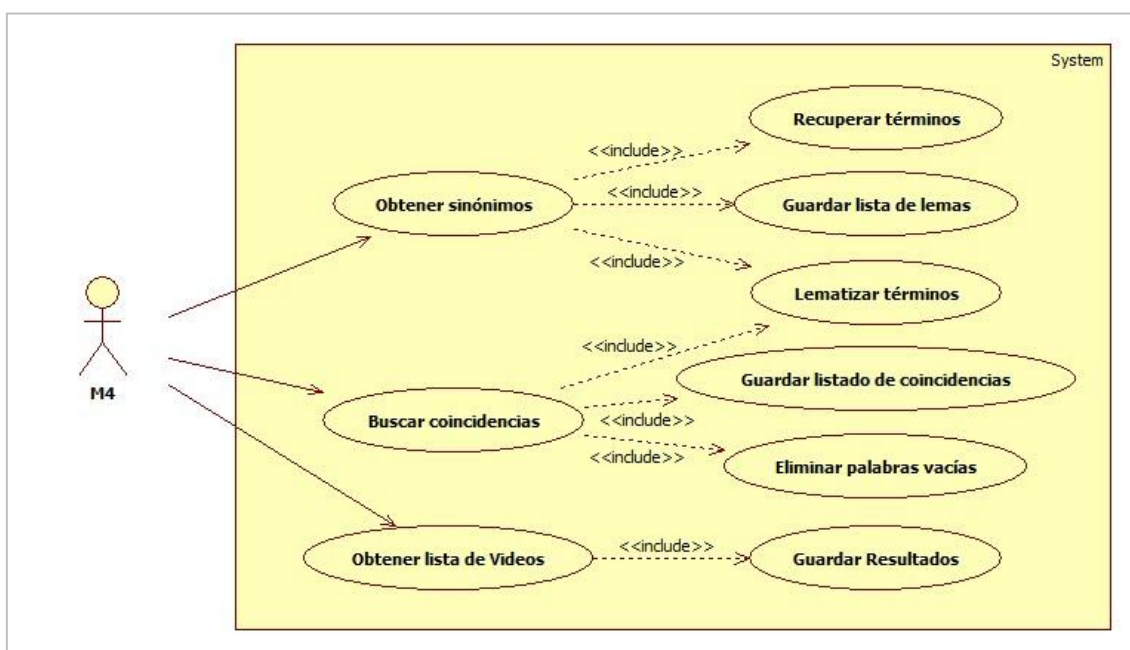 System
Recuperar términos
<<include>>
Obtener sinónimos
<<include>>
Guardar lista de lemas
<<include>>
Lematizar términos
M4
<<include>>
Guardar listado de coincidencias
Buscar coincidencias
<<include>>
<<include>>
Eliminar palabras vacías
Obtener lista de Videos
<<include>>
Guardar Resultados